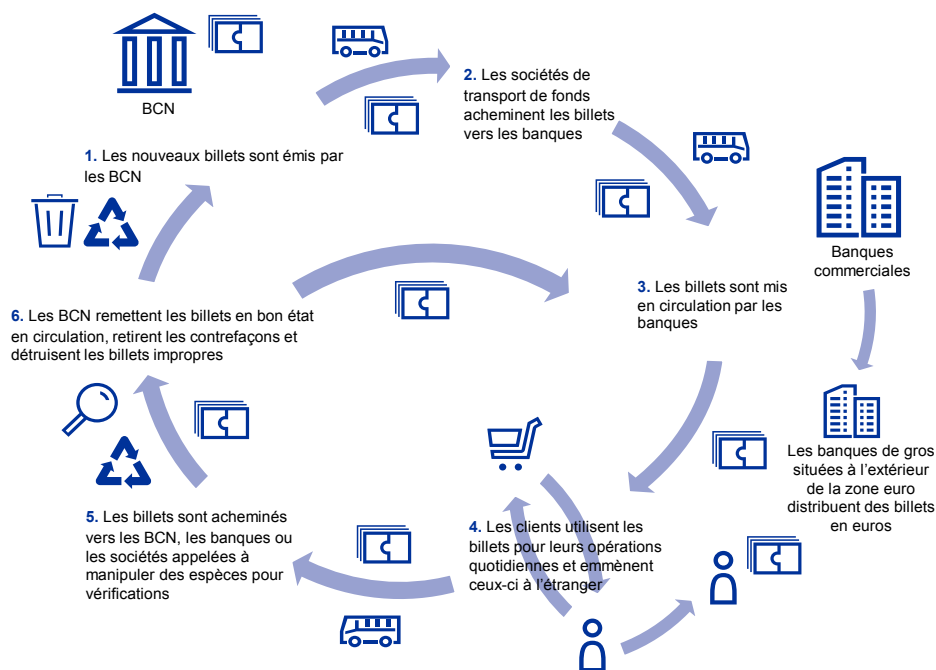 BCN
1. Les nouveaux billets sont émis par
les BCN
2. Les sociétés de
transport de fonds
acheminent les billets
vers les banques
Banques
commerciales
3. Les billets sont mis
en circulation par les
banques
Les banques de gros
situées à l’extérieur
de la zone euro
distribuent des billets
en euros
4. Les clients utilisent les
billets pour leurs opérations
quotidiennes et emmènent
ceux-ci à l’étranger
5. Les billets sont acheminés
vers les BCN, les banques ou
les sociétés appelées à
manipuler des espèces pour
vérifications
6. Les BCN remettent les billets en bon état
en circulation, retirent les contrefaçons et
détruisent les billets impropres